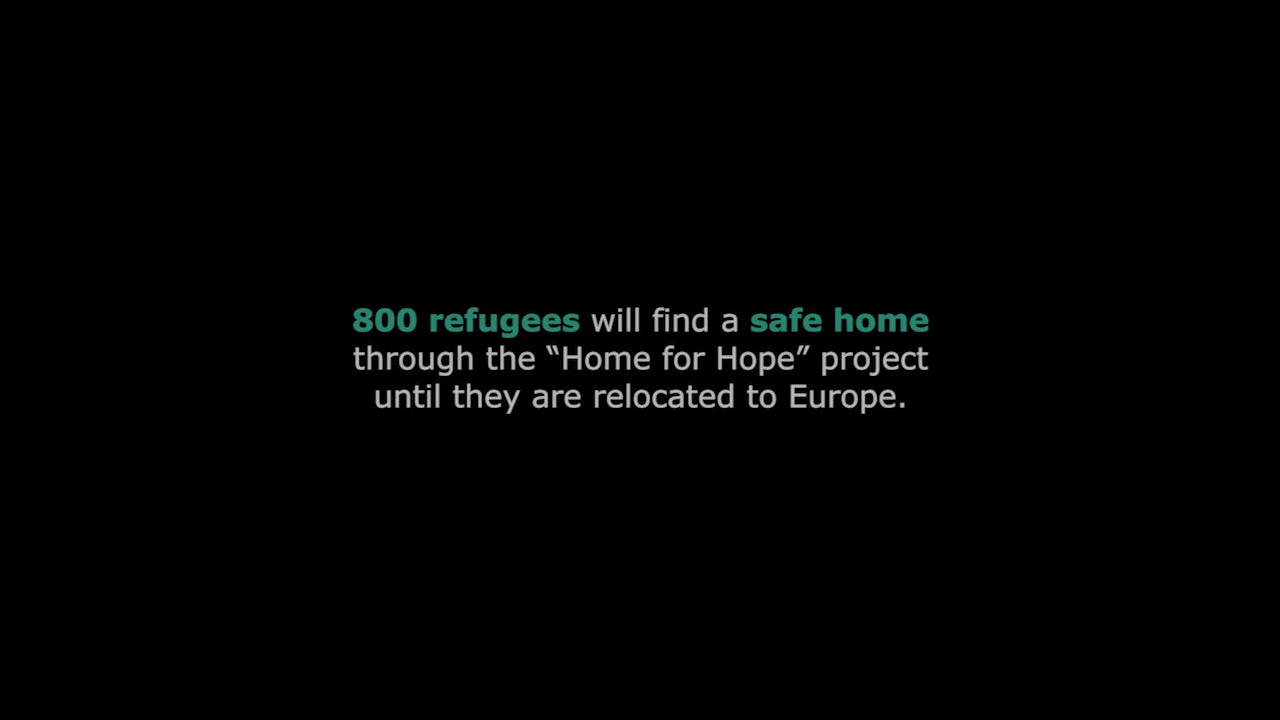 800 refugees will find a safe home
through the “Home for Hope” project
until they are relocated to Europe.